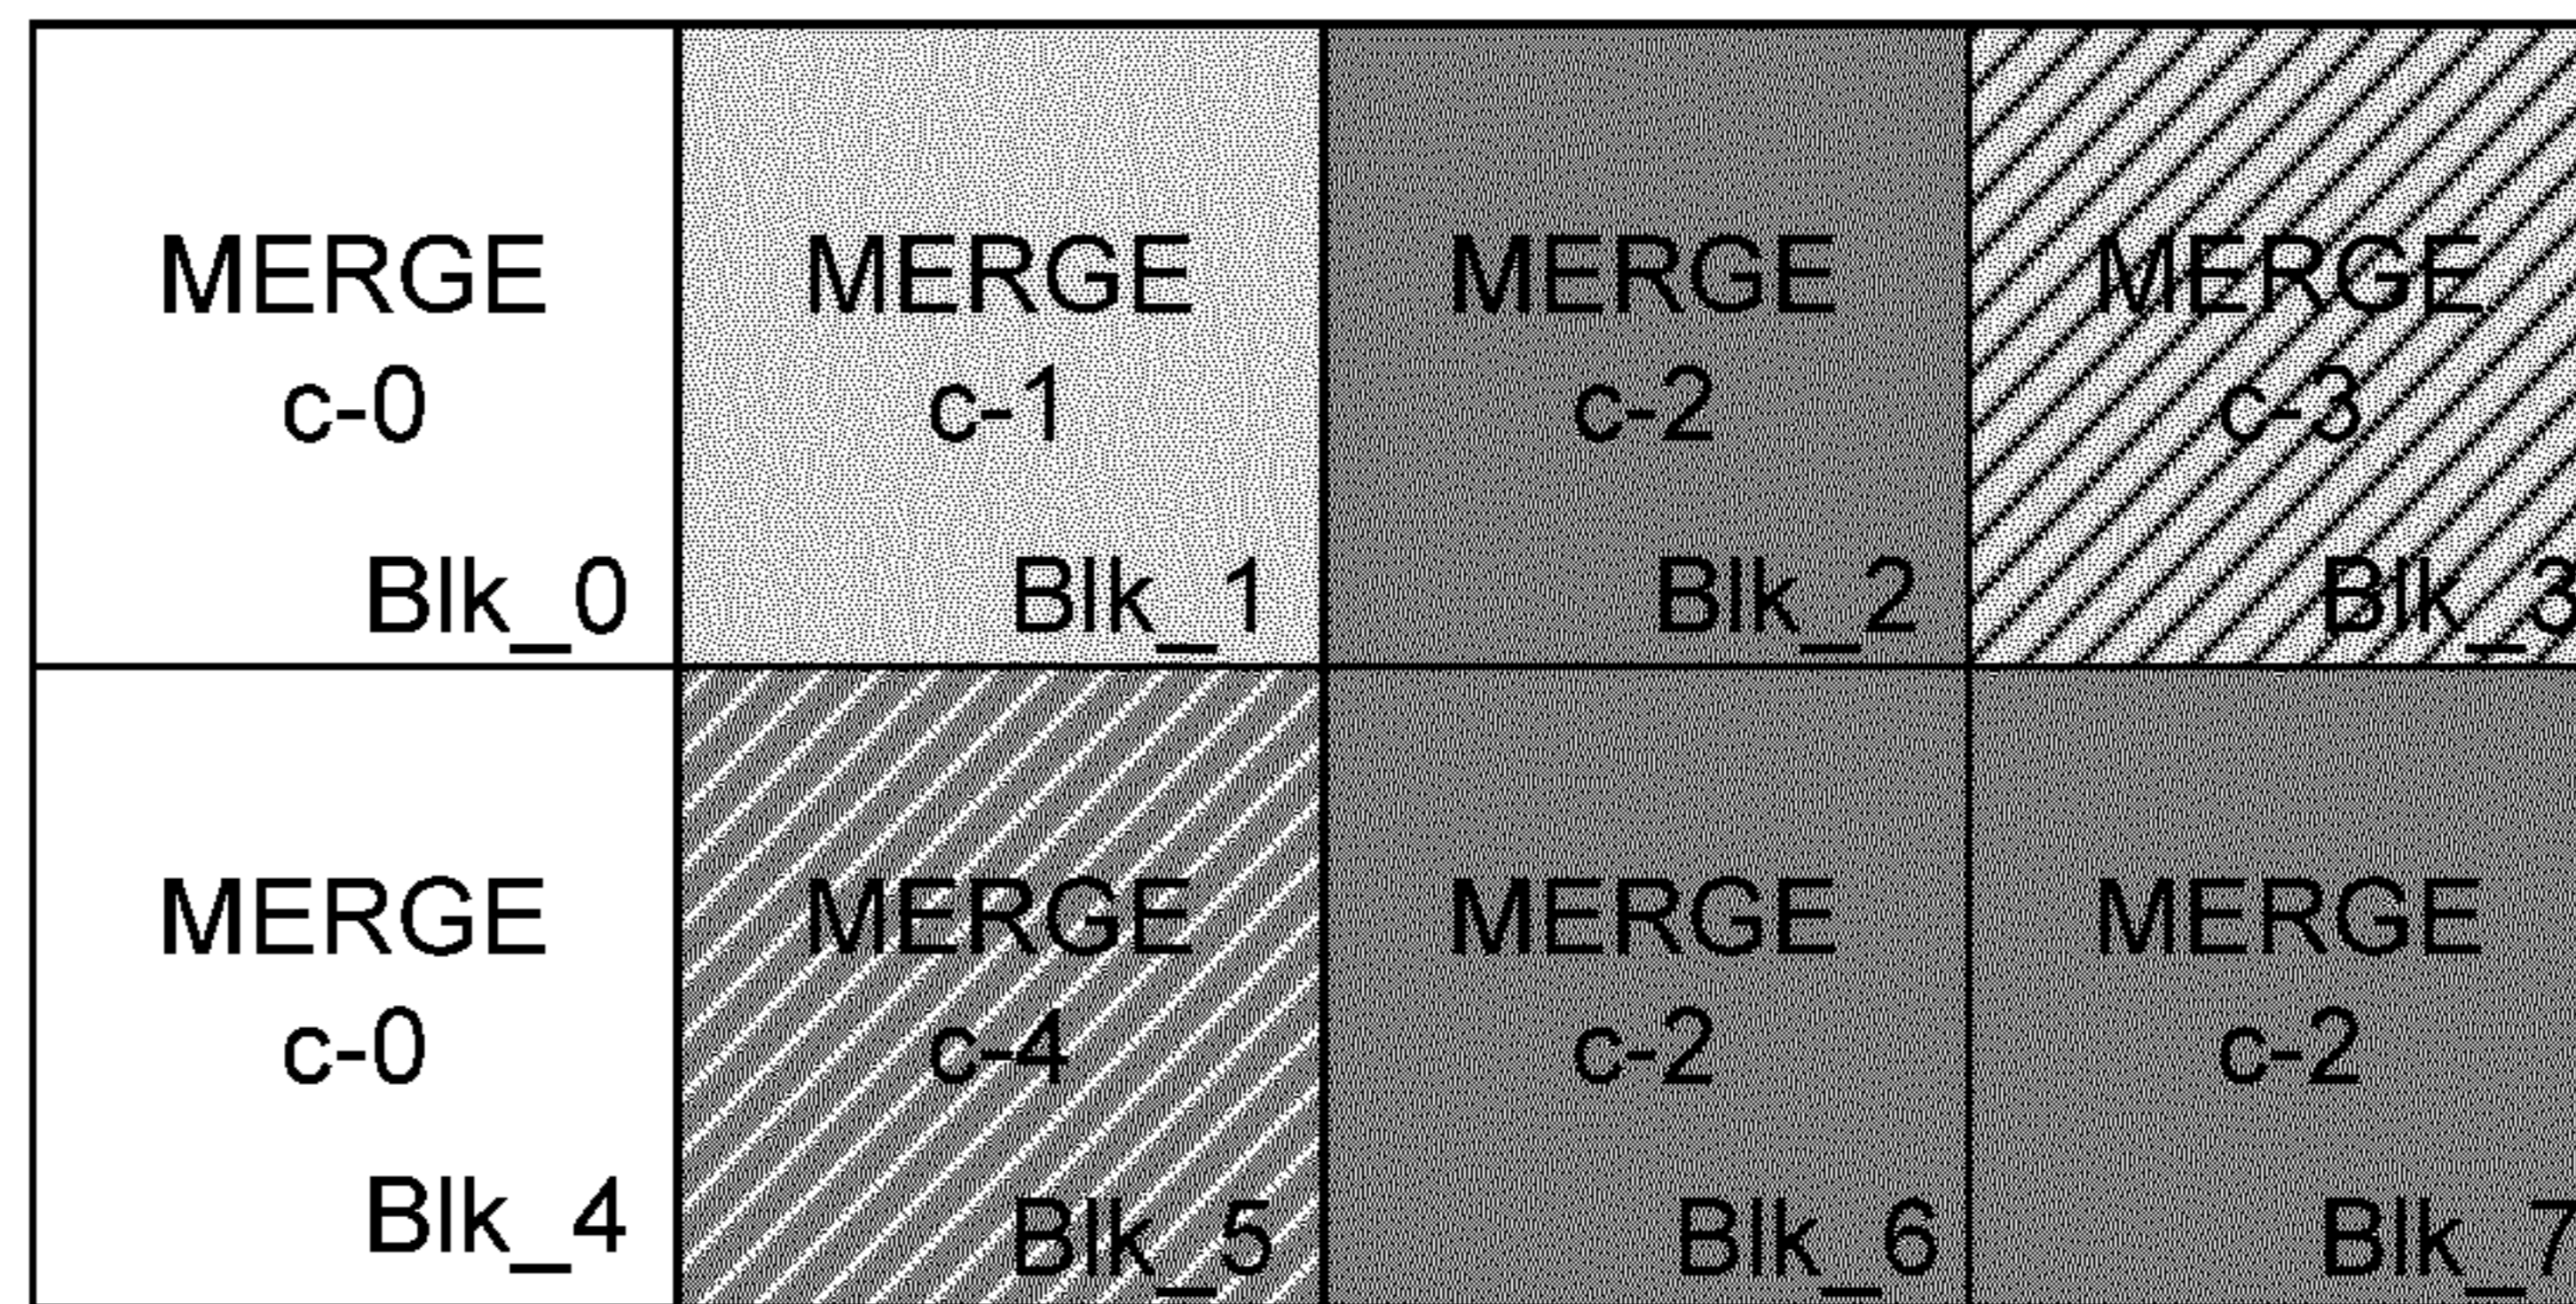 MERGE
c-0
Blk_0
MERGE
c-1
Blk_1
MERGE
c-2
Blk_2
MERGE
c-3
Blk_3
MERGE
c-0
Blk_4
MERGE
c-4
Blk_5
MERGE
c-2
Blk_6
MERGE
c-2
Blk_7